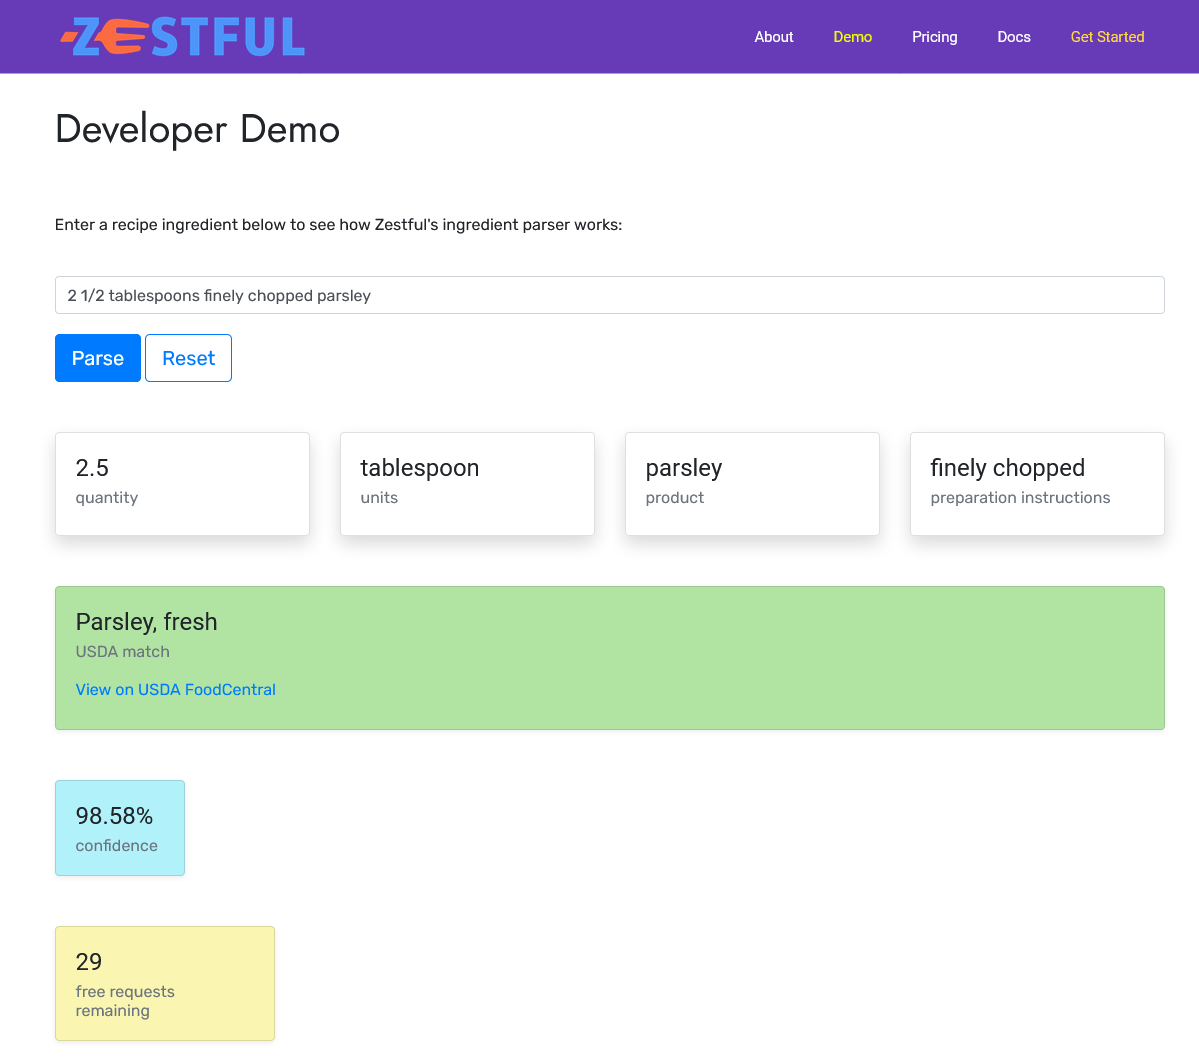 ZESTFUL
About
Demo
Pricing
Docs
Get Started
Developer Demo
Enter a recipe ingredient below to see how Zestful's ingredient parser works:
2 1/2 tablespoons finely chopped parsley
Parse
Reset
2.5
quantity
tablespoon
units
parsley
product
finely chopped
preparation instructions
Parsley, fresh
USDA match
View on USDA FoodCentral
98.58%
confidence
29
free requests
remaining